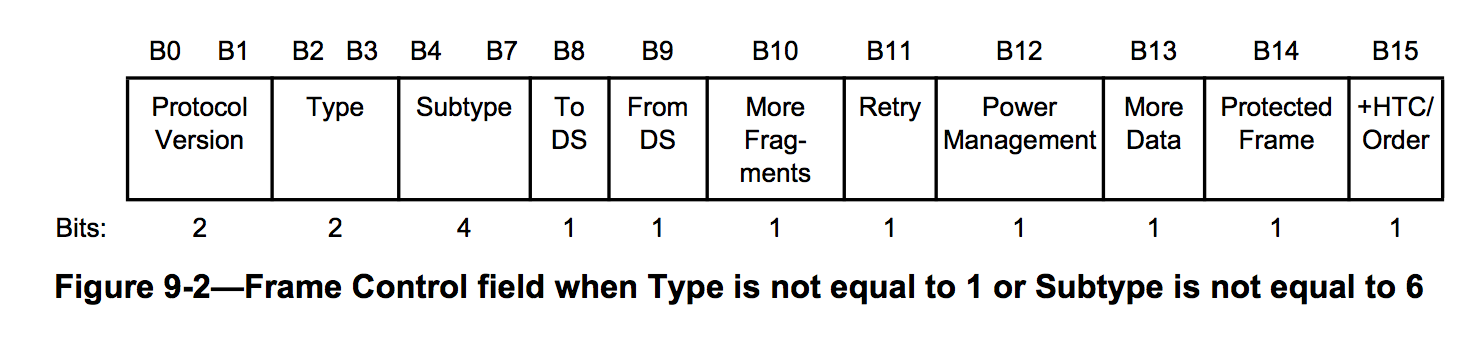 B0 B1 B2 B3 B4 B7 B8 B9 B10 B11 B12 B13 B14 B15
Protocol Type Subtype To From More Retry Power More Protected +HTC/
Version DS DS Frag- Management Data Frame Order
ments
Bits: 2 2 4 1 1 1 1 1 1 1 1
Figure 9-2—Frame Control field when Type is not equal to 1 or Subtype is not equal to 6